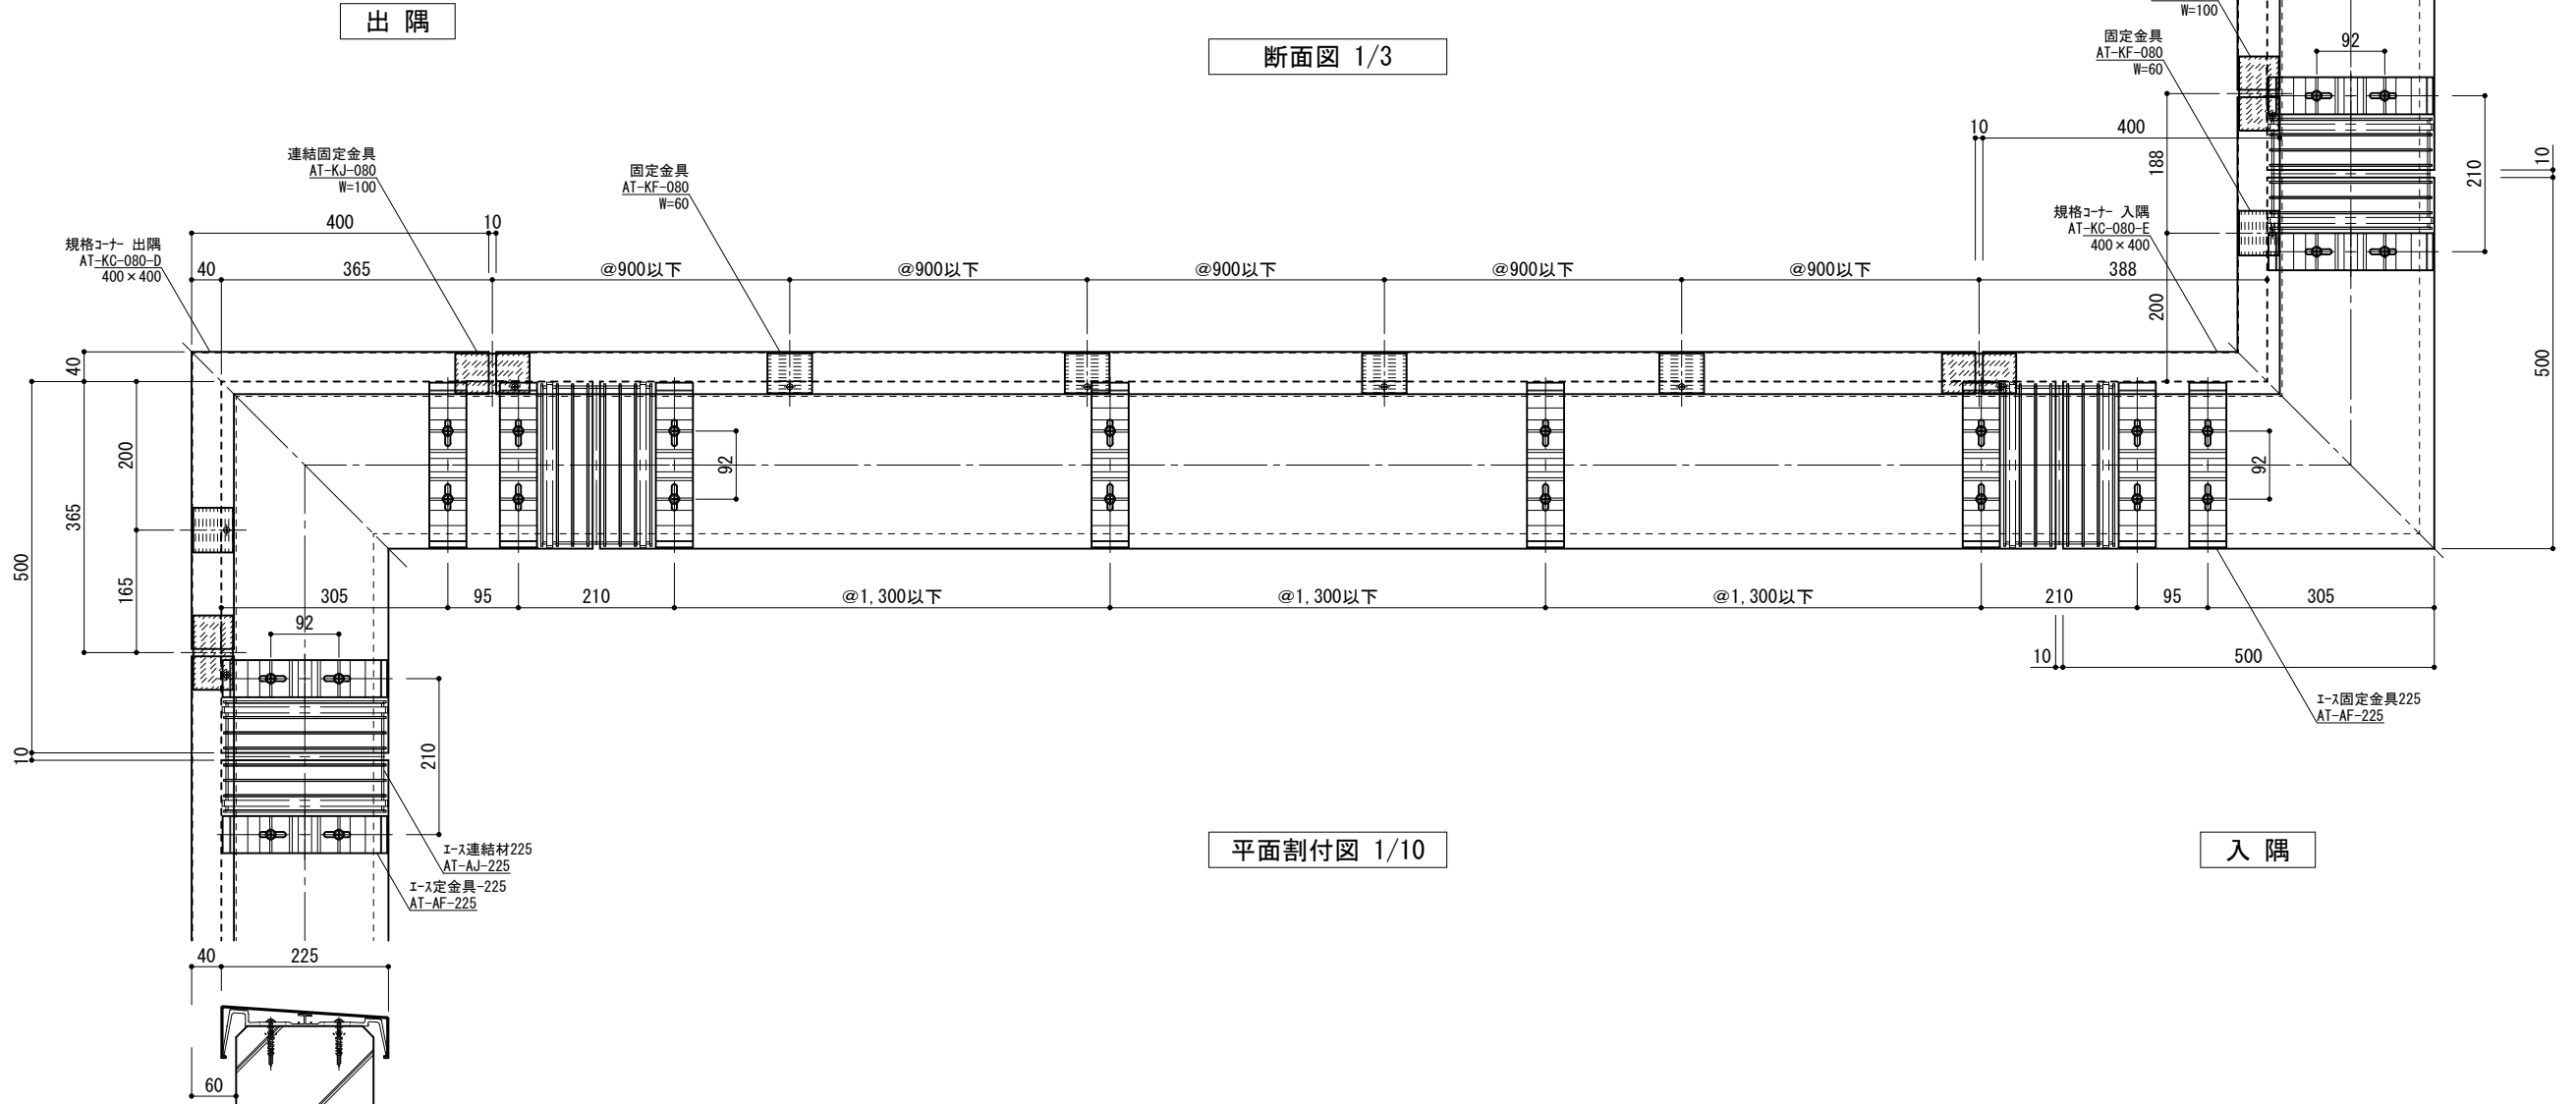 出 隅
断面図 1/3
W=100
固定金具
AT-KF-080
W=60
92
10
400
188
210
10
連結固定金具
AT-KJ-080
W=100
固定金具
AT-KF-080
W=60
規格コーナー 出隅
AT-KC-080-D
400×400
400
10
規格コーナー 入隅
AT-KC-080-E
400×400
40
365
@900以下
@900以下
@900以下
@900以下
@900以下
388
200
500
40
200
365
500
165
92
92
305
95
210
@1,300以下
@1,300以下
@1,300以下
210
95
305
92
10
500
エース固定金具225
AT-AF-225
10
210
エース連結材225
AT-AJ-225
エース定金具-225
AT-AF-225
平面割付図 1/10
入 隅
40
225
60